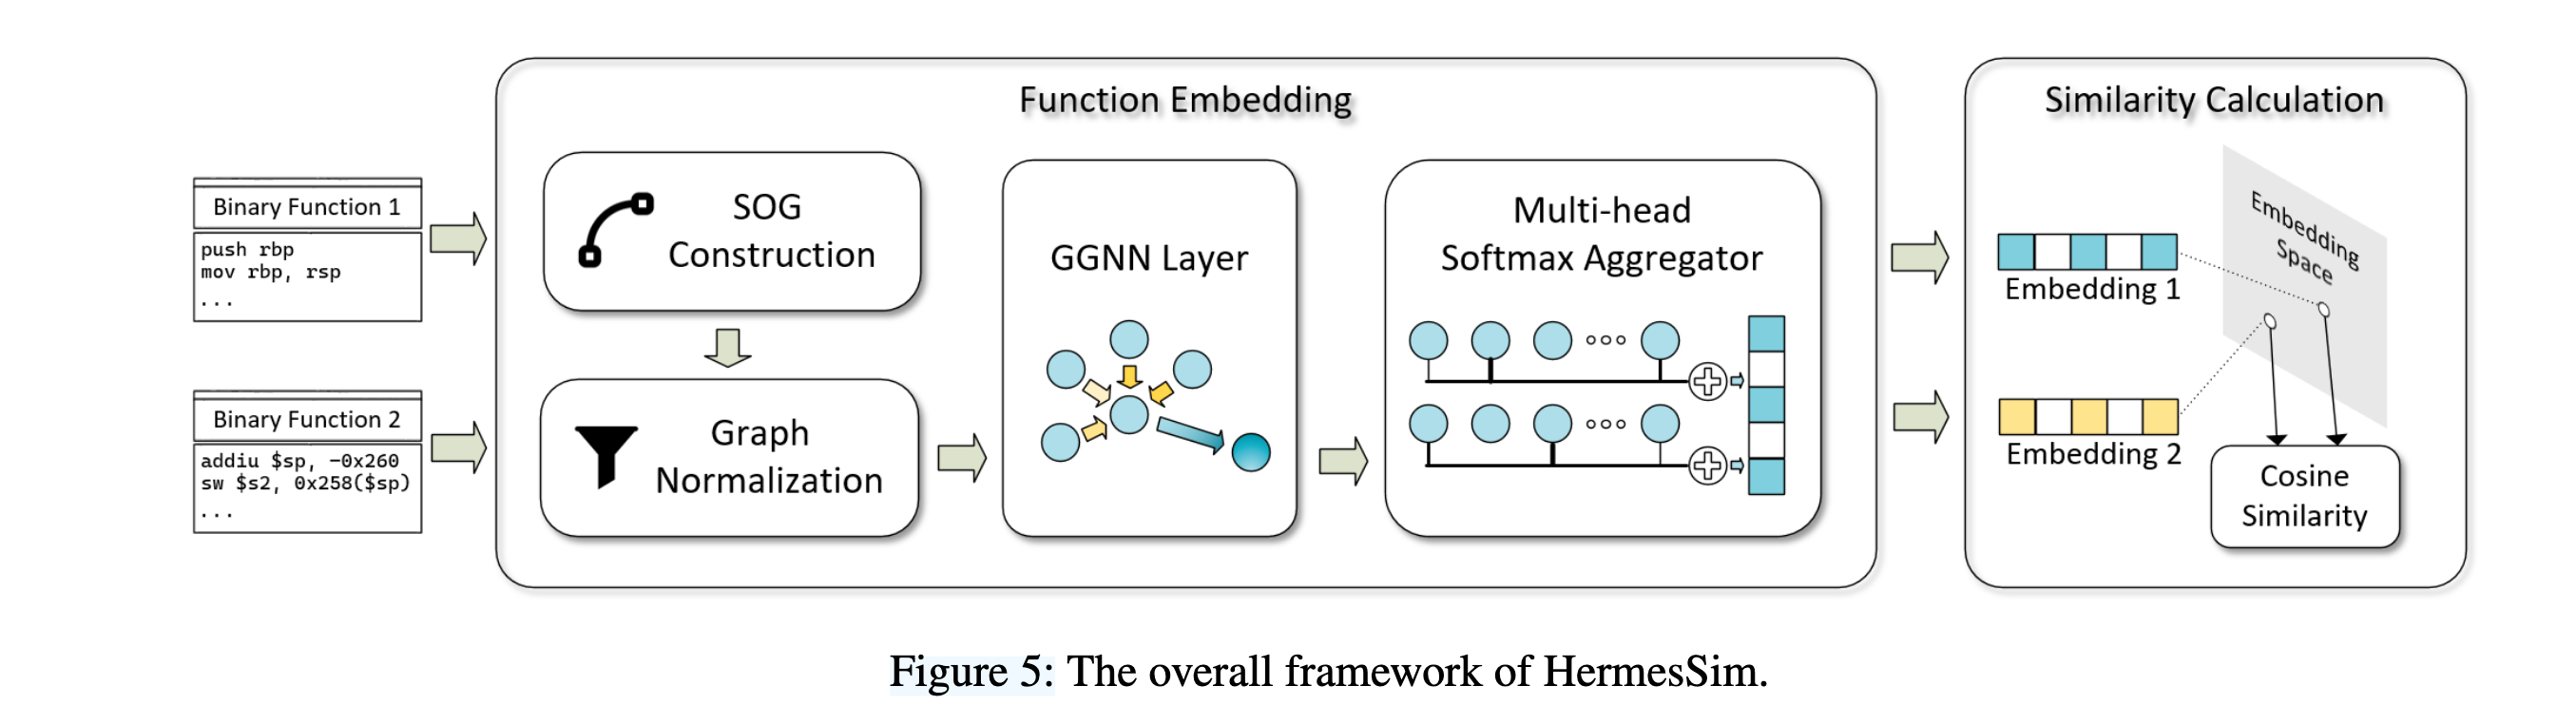 Function Embedding
Similarity Calculation
Binary Function 1
push rbp
mov rbp, rsp
...
Binary Function 2
addiu $sp, -0x260
sw $s2, 0x258($sp)
...
SOG
Construction
Graph
Normalization
GGNN Layer
Multi-head
Softmax Aggregator
Embedding 1
Embedding 2
Embedding
Space
Cosine
Similarity
Figure 5: The overall framework of HermesSim.